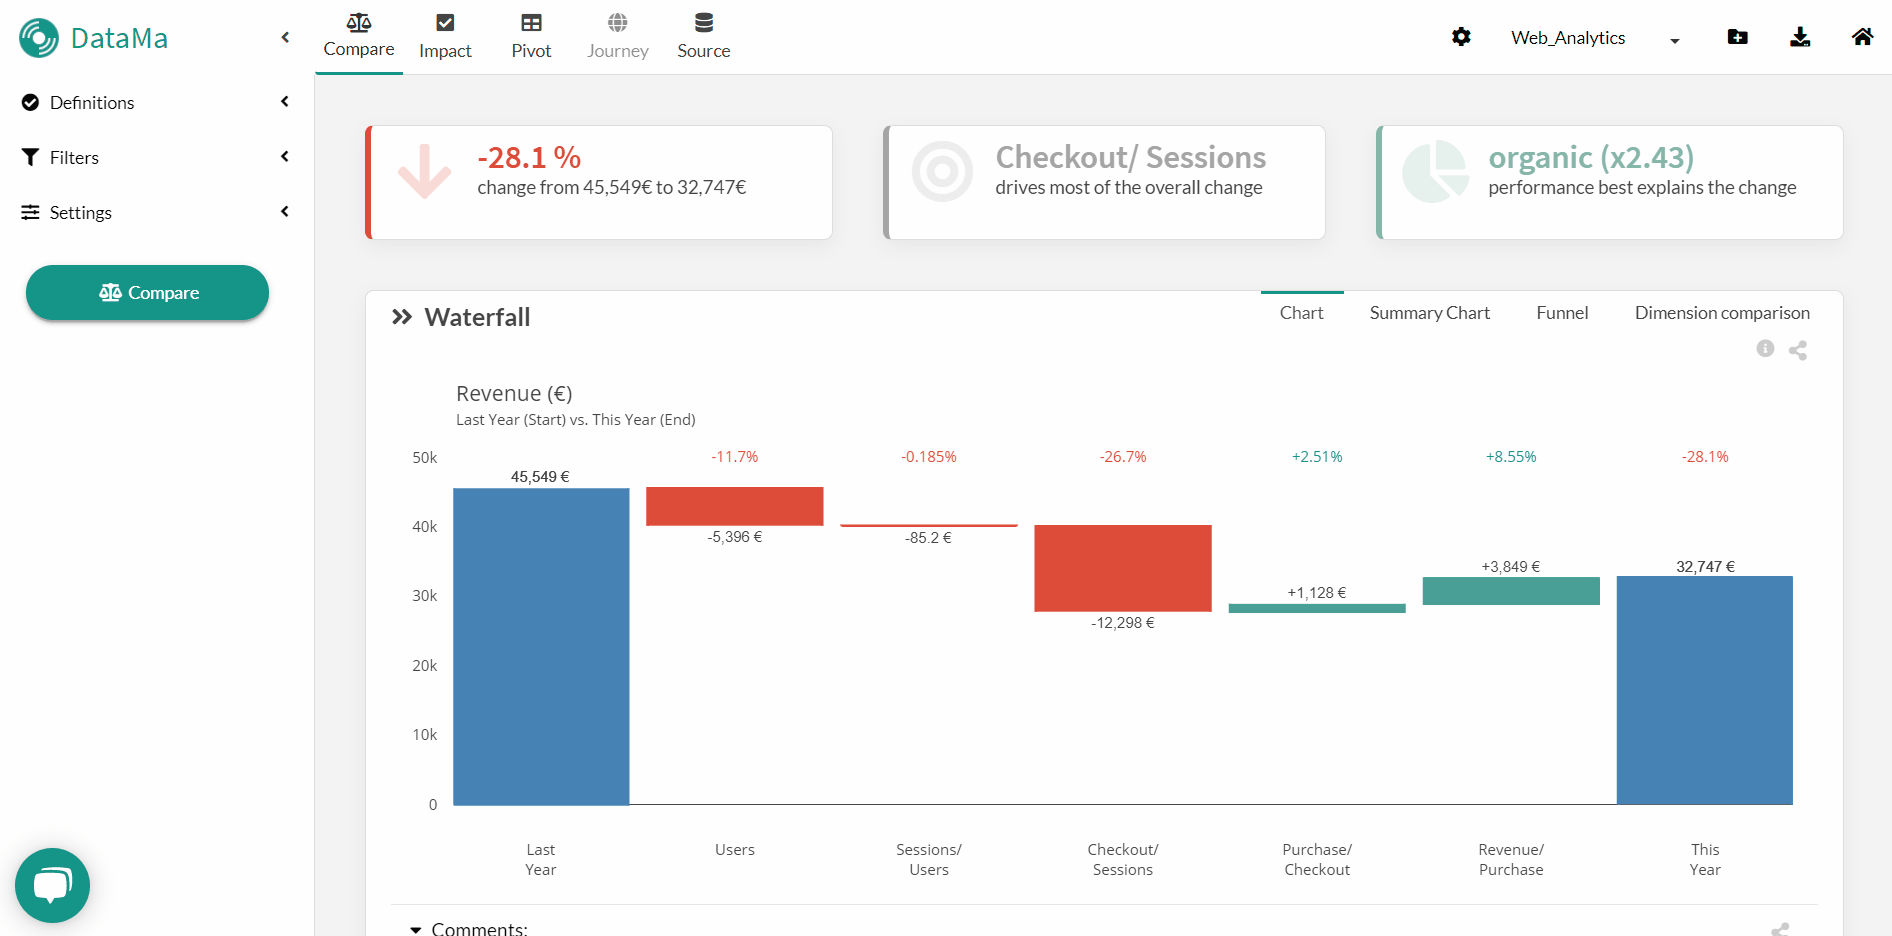 DataMa
Compare
Impact
Pivot
Journey
Source
Web_Analytics
Definitions
Filters
Settings
Compare
-28.1 %
change from 45,549€ to 32,747€
Checkout/ Sessions
drives most of the overall change
organic (x2.43)
performance best explains the change
Waterfall
Chart
Summary Chart
Funnel
Dimension comparison
Revenue (€)
Last Year (Start) vs. This Year (End)
50k
40k
30k
20k
10k
0
-11.7%
-0.185%
-26.7%
+2.51%
+8.55%
-28.1%
45,549 €
-5,396 €
-85.2 €
-12,298 €
+1,128 €
+3,849 €
32,747 €
Last
Year
Users
Sessions/
Users
Checkout/
Sessions
Purchase/
Checkout
Revenue/
Purchase
This
Year
Comments: